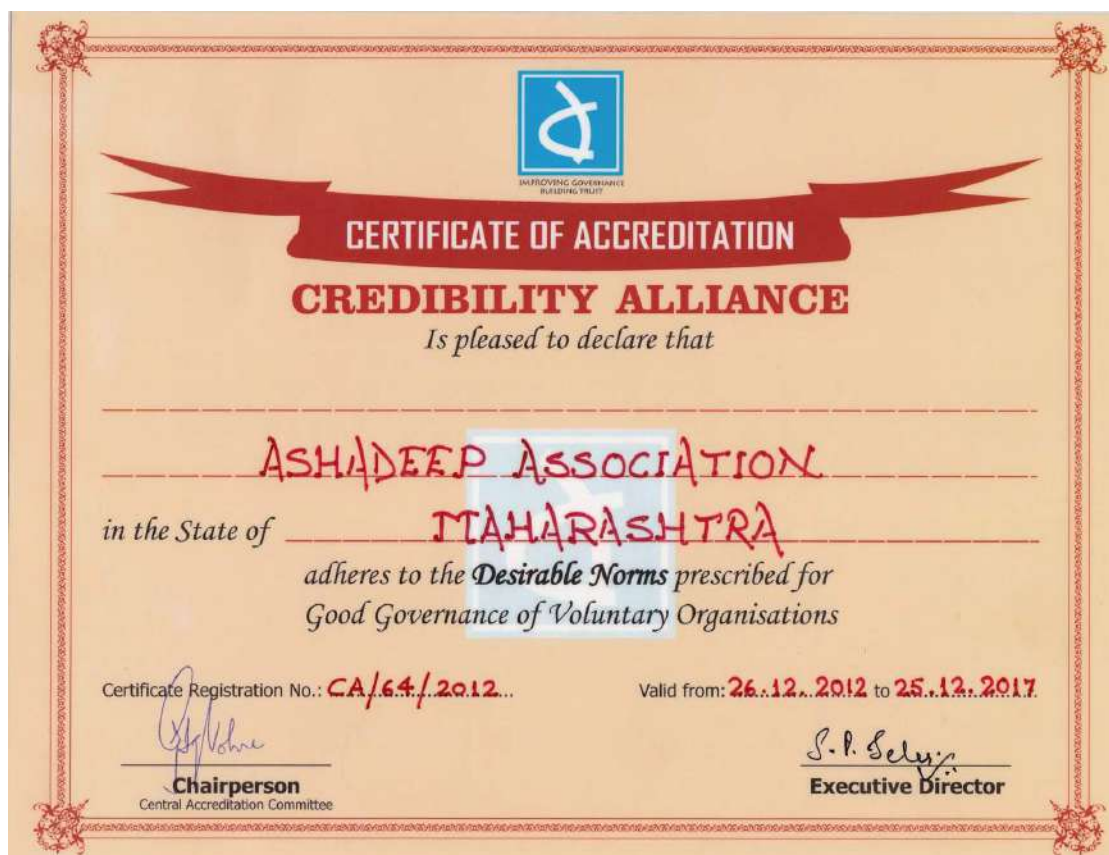 IMPROVING GOVERNANCE
BUILDING TRUST
CERTIFICATE OF ACCREDITATION
CREDIBILITY ALLIANCE
Is pleased to declare that
ASHADEEP ASSOCIATION
in the State of MAHARASHTRA
adheres to the Desirable Norms prescribed for
Good Governance of Voluntary Organisations
Certificate Registration No.: CA/64/2012 Valid from: 26.12.2012 to 25.12.2017
Chairperson Executive Director
Central Accreditation Committee